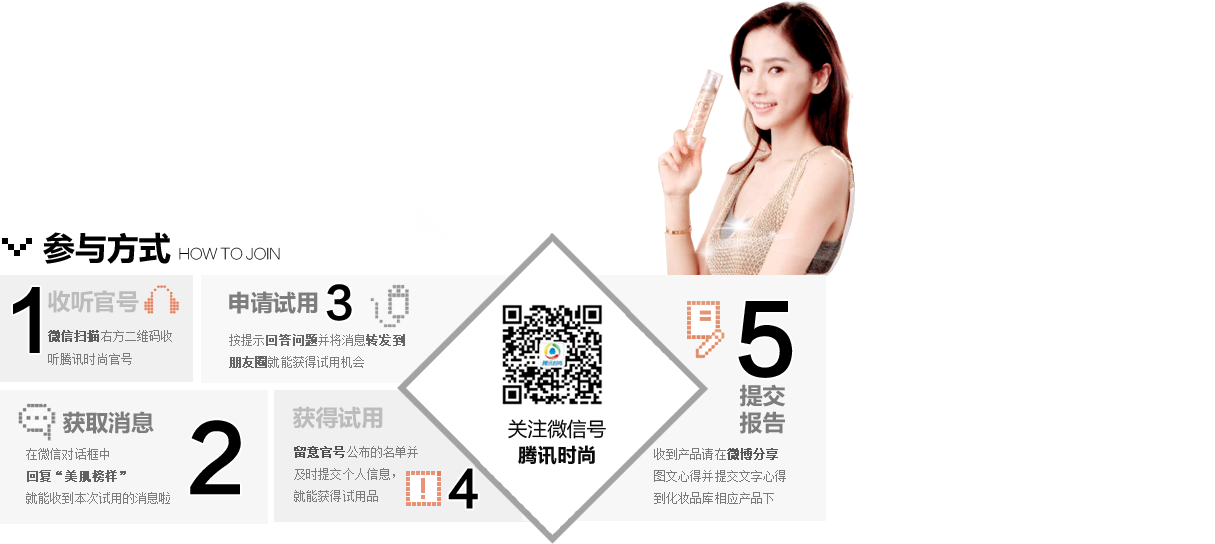 参与方式 HOW TO JOIN
1 收听官号
微信扫描右方二维码收
听腾讯时尚官号
2
获取消息
在微信对话框中
回复“美肌榜样”
就能收到本次试用的消息啦
申请试用 3
按提示回答问题并将消息转发到
朋友圈就能获得试用机会
获得试用
留意官号公布的名单并
及时提交个人信息，
就能获得试用品
4
关注微信号
腾讯时尚
5
提交
报告
收到产品请在微博分享
图文心得并提交文字心得
到化妆品库相应产品下